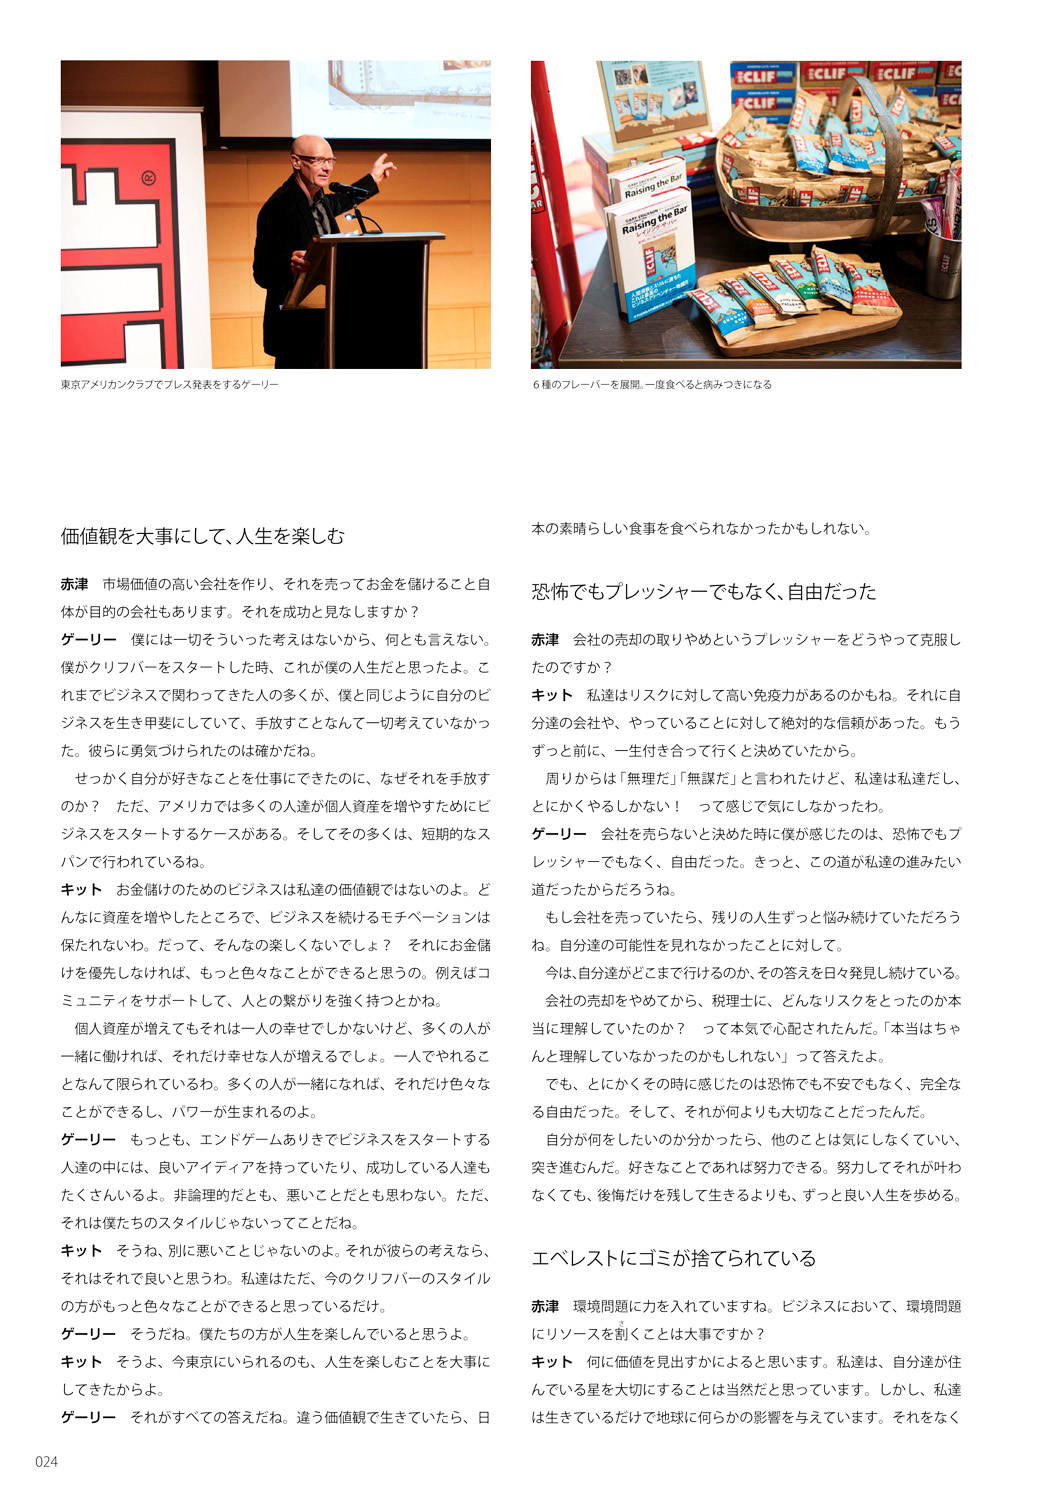 LIF
®
CLIF
CLIF
CLIF
CLIF
Raising the Bar
GARY ERICKSON
Raising the Bar
レイジング・ザ・バー
CLIF
東京アメリカンクラブでプレス発表をするゲーリー
６種のフレーバーを展開。一度食べると病みつきになる
価値観を大事にして、人生を楽しむ
赤津　市場価値の高い会社を作り、それを売ってお金を儲けること自
体が目的の会社もあります。それを成功と見なしますか？
ゲーリー　僕には一切そういった考えはないから、何とも言えない。
僕がクリフバーをスタートした時、これが僕の人生だと思ったよ。こ
れまでビジネスで関わってきた人の多くが、僕と同じように自分のビ
ジネスを生き甲斐にしていて、手放すことなんて一切考えていなかっ
た。彼らに勇気づけられたのは確かだね。
　せっかく自分が好きなことを仕事にできたのに、なぜそれを手放す
のか？　ただ、アメリカでは多くの人達が個人資産を増やすためにビ
ジネスをスタートするケースがある。そしてその多くは、短期的なス
パンで行われているね。
キット　お金儲けのためのビジネスは私達の価値観ではないのよ。ど
んなに資産を増やしたところで、ビジネスを続けるモチベーションは
保たれないわ。だって、そんなの楽しくないでしょ？　それにお金儲
けを優先しなければ、もっと色々なことができると思うの。例えばコ
ミュニティをサポートして、人との繋がりを強く持つとかね。
　個人資産が増えてもそれは一人の幸せでしかないけど、多くの人が
一緒に働ければ、それだけ幸せな人が増えるでしょ。一人でやれるこ
となんて限られているわ。多くの人が一緒になれば、それだけ色々な
ことができるし、パワーが生まれるのよ。
ゲーリー　もっとも、エンドゲームありきでビジネスをスタートする
人達の中には、良いアイディアを持っていたり、成功している人達も
たくさんいるよ。非論理的だとも、悪いことだとも思わない。ただ、
それは僕たちのスタイルじゃないってことだね。
キット　そうね、別に悪いことじゃないのよ。それが彼らの考えなら、
それはそれで良いと思うわ。私達はただ、今のクリフバーのスタイル
の方がもっと色々なことができると思っているだけ。
ゲーリー　そうだね。僕たちの方が人生を楽しんでいると思うよ。
キット　そうよ、今東京にいられるのも、人生を楽しむことを大事に
してきたからよ。
ゲーリー　それがすべての答えだね。違う価値観で生きていたら、日
本の素晴らしい食事を食べられなかったかもしれない。
恐怖でもプレッシャーでもなく、自由だった
赤津　会社の売却の取りやめというプレッシャーをどうやって克服し
たのですか？
キット　私達はリスクに対して高い免疫力があるのかもね。それに自
分達の会社や、やっていることに対して絶対的な信頼があった。もう
ずっと前に、一生付き合って行くと決めていたから。
　周りからは「無理だ」「無謀だ」と言われたけど、私達は私達だし、
とにかくやるしかない！　って感じで気にしなかったわ。
ゲーリー　会社を売らないと決めた時に僕が感じたのは、恐怖でもプ
レッシャーでもなく、自由だった。きっと、この道が私達の進みたい
道だったからだろうね。
　もし会社を売っていたら、残りの人生ずっと悩み続けていただろう
ね。自分達の可能性を見れなかったことに対して。
　今は、自分達がどこまで行けるのか、その答えを日々発見し続けている。
　会社の売却をやめてから、税理士に、どんなリスクをとったのか本
当に理解していたのか？　って本気で心配されたんだ。「本当はちゃ
んと理解していなかったのかもしれない」って答えたよ。
　でも、とにかくその時に感じたのは恐怖でも不安でもなく、完全な
る自由だった。そして、それが何よりも大切なことだったんだ。
　自分が何をしたいのか分かったら、他のことは気にしなくていい、
突き進むんだ。好きなことであれば努力できる。努力してそれが叶わ
なくても、後悔だけを残して生きるよりも、ずっと良い人生を歩める。
エベレストにゴミが捨てられている
赤津　環境問題に力を入れていますね。ビジネスにおいて、環境問題
にリソースを割くことは大事ですか？
キット　何に価値を見出すかによると思います。私達は、自分達が住
んでいる星を大切にすることは当然だと思っています。しかし、私達
は生きているだけで地球に何らかの影響を与えています。それをなく
024